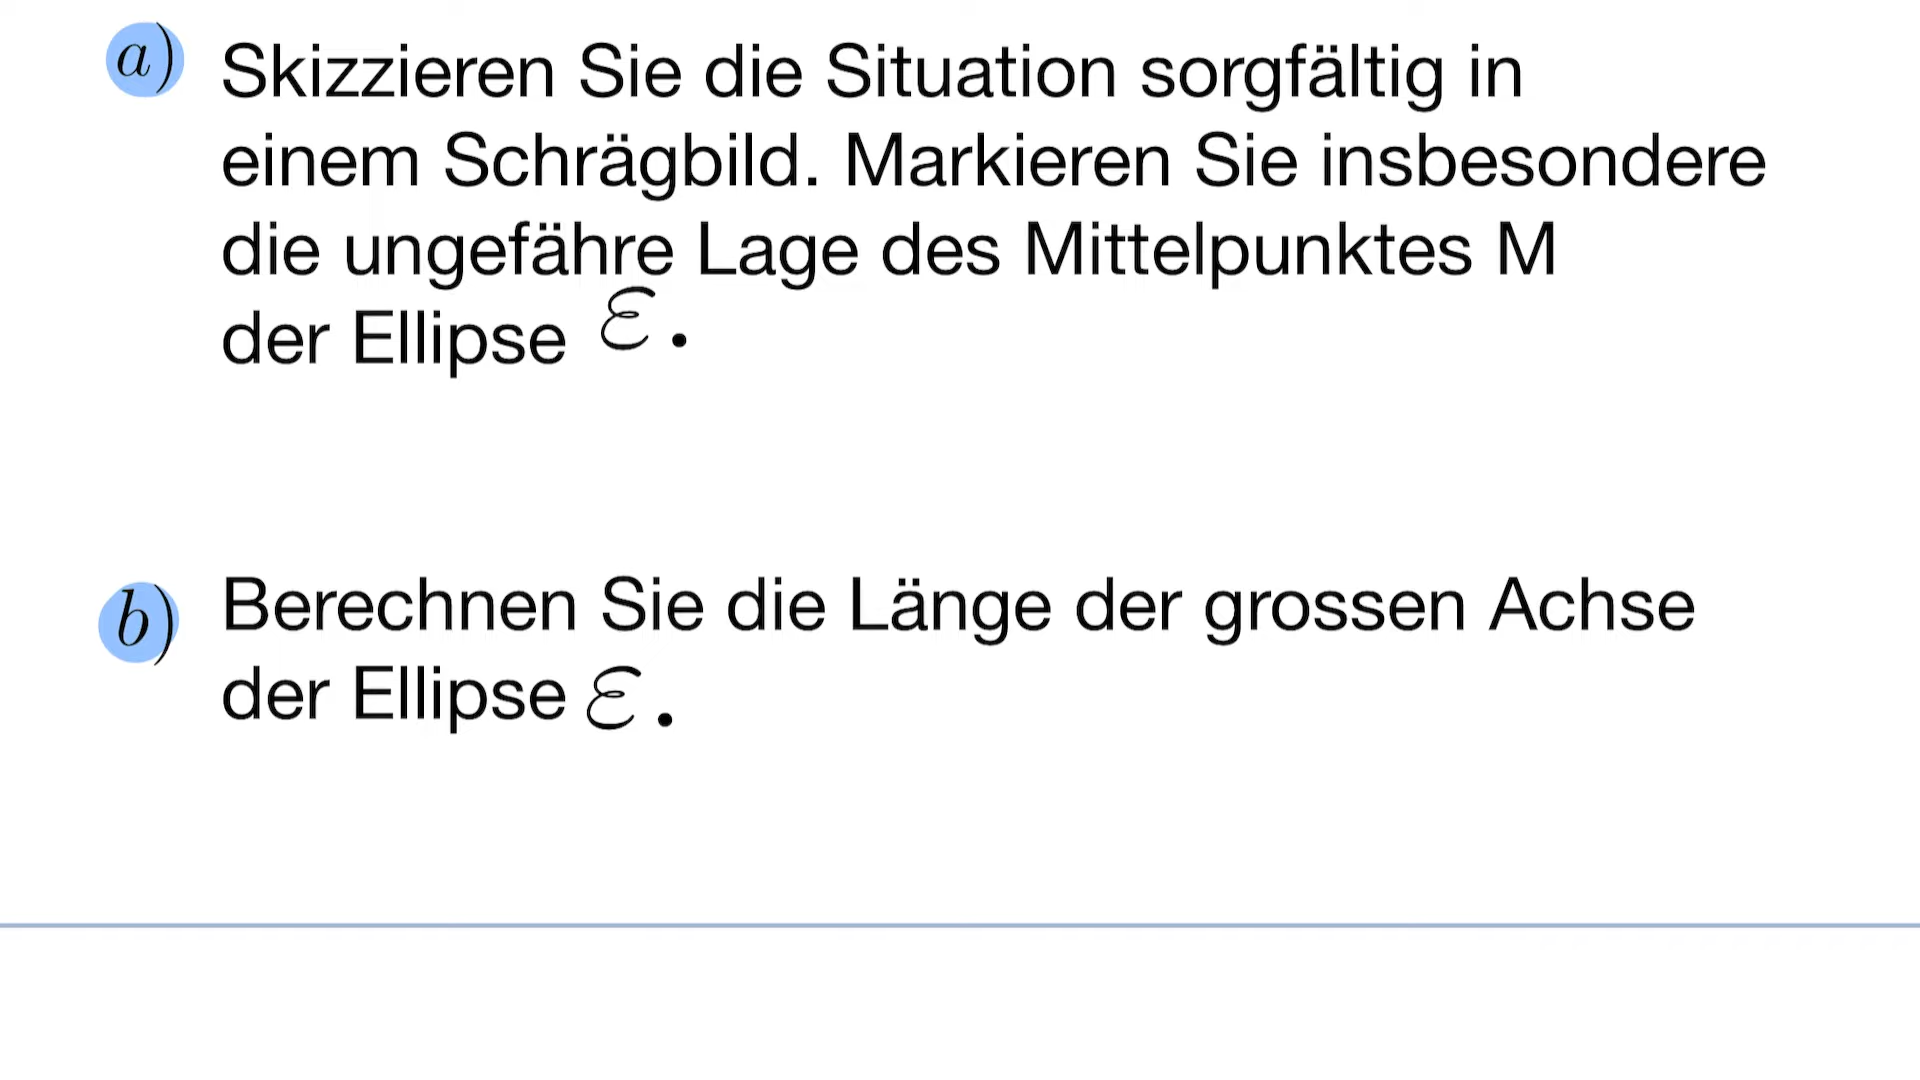 a) Skizzieren Sie die Situation sorgfältig in
einem Schrägbild. Markieren Sie insbesondere
die ungefähre Lage des Mittelpunktes M
der Ellipse ℰ.
b) Berechnen Sie die Länge der grossen Achse
der Ellipse ℰ.